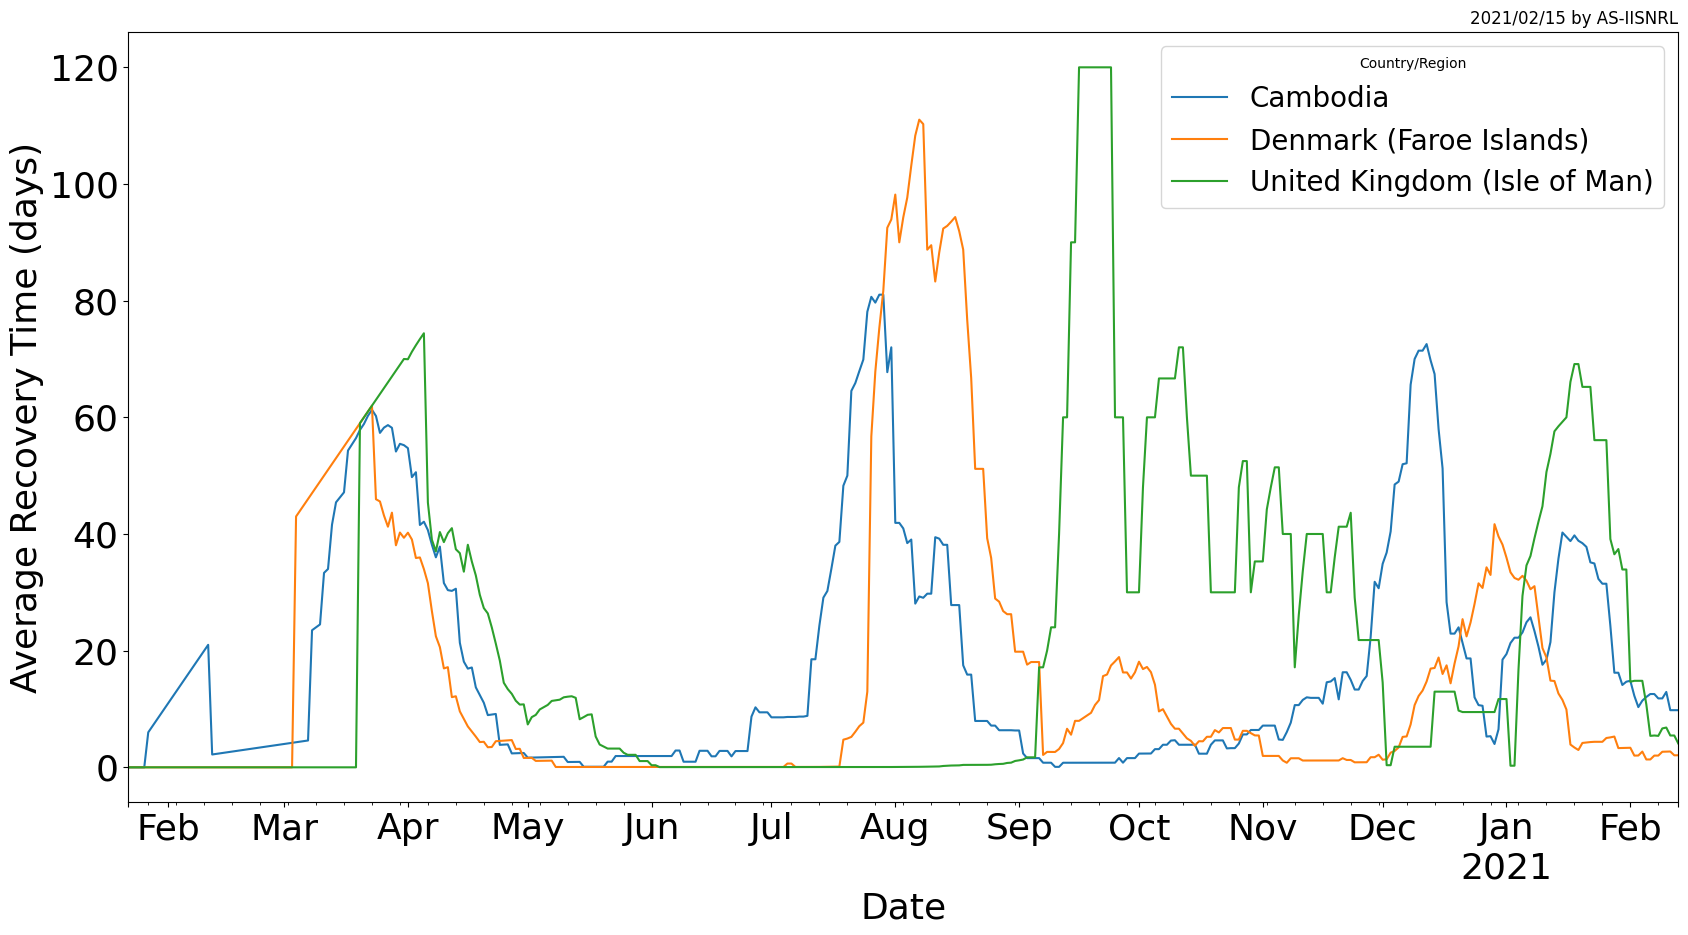 2021/02/15 by AS-IISNRL
Country/Region
Cambodia
Denmark (Faroe Islands)
United Kingdom (Isle of Man)
Average Recovery Time (days)
120
100
80
60
40
20
0
Feb Mar Apr May Jun Jul Aug Sep Oct Nov Dec Jan Feb
2021
Date